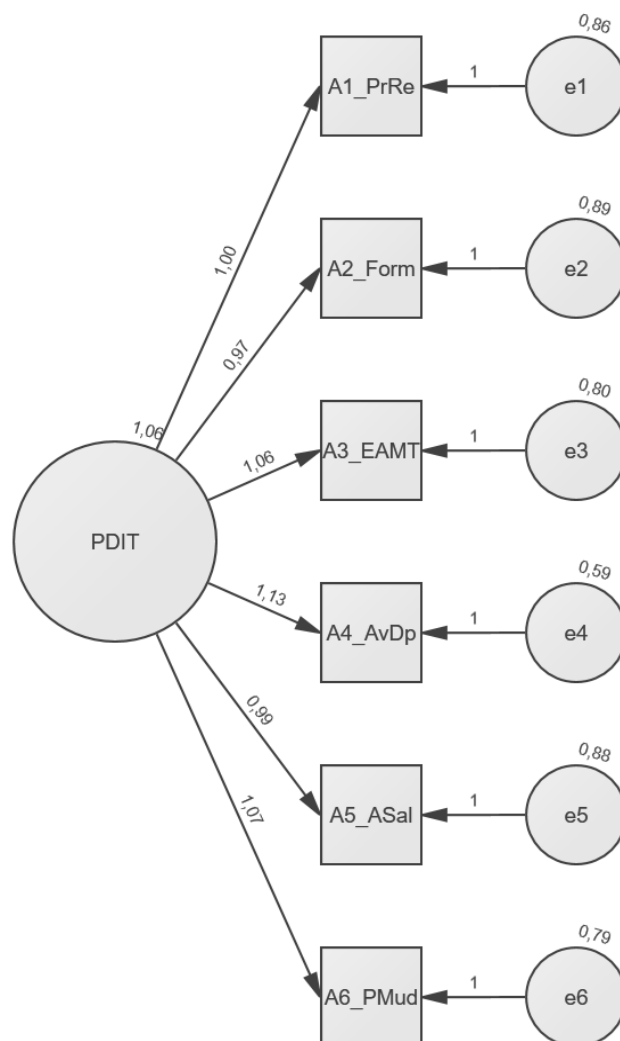 0,86
A1_PrRe
1
e1
1,00
0,89
A2_Form
1
e2
0,97
0,80
A3_EAMT
1
e3
1,06
1,06
PDIT
0,59
A4_AvDp
1
e4
1,13
0,88
A5_ASal
1
e5
0,99
0,79
A6_PMud
1
e6
1,07